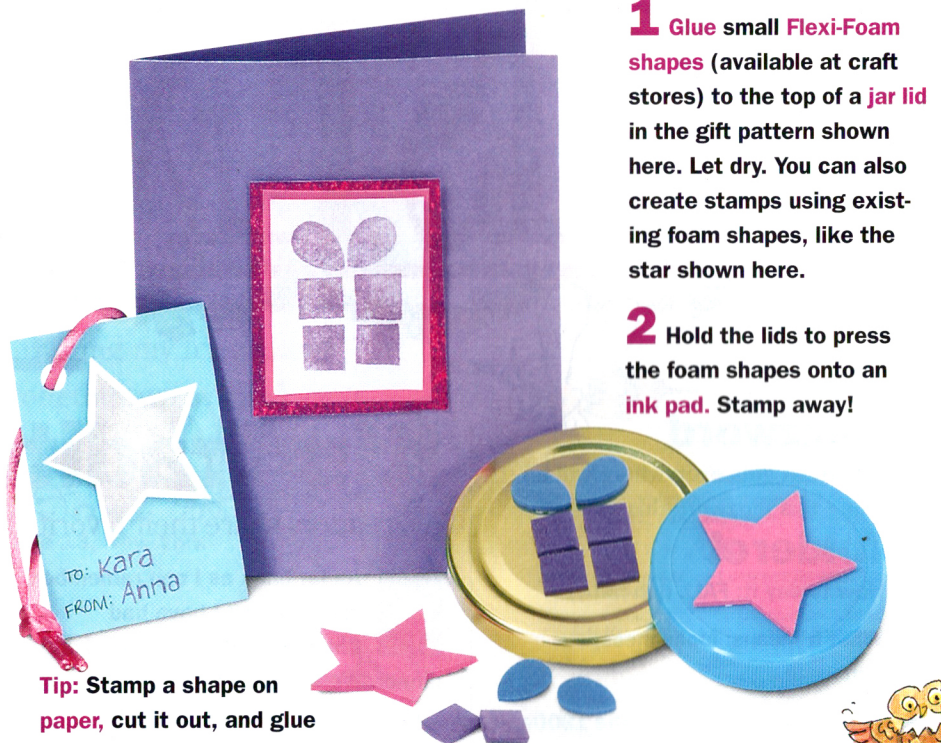 1 Glue small Flexi-Foam
shapes (available at craft
stores) to the top of a jar lid
in the gift pattern shown
here. Let dry. You can also
create stamps using exist-
ing foam shapes, like the
star shown here.
2 Hold the lids to press
the foam shapes onto an
ink pad. Stamp away!
TO: Kara
FROM: Anna
Tip: Stamp a shape on
paper, cut it out, and glue